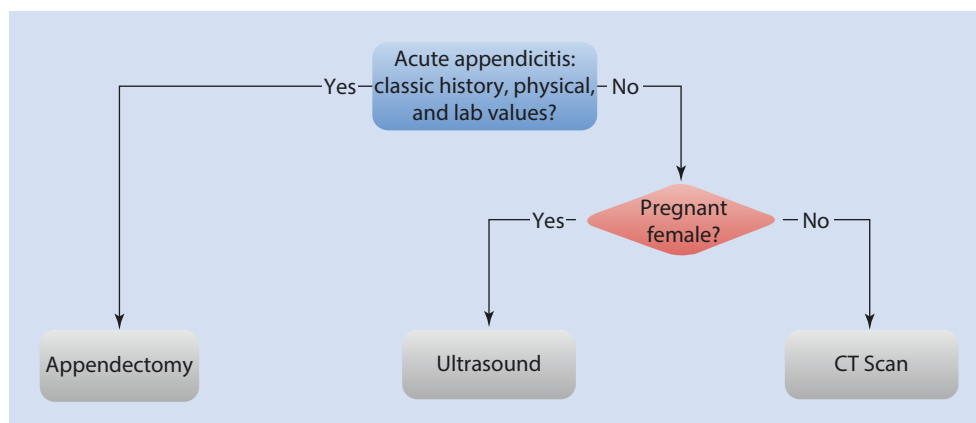 Acute appendicitis:
Yes classic history, physical, No
and lab values?
Pregnant
Yes female? No
Appendectomy
Ultrasound
CT Scan